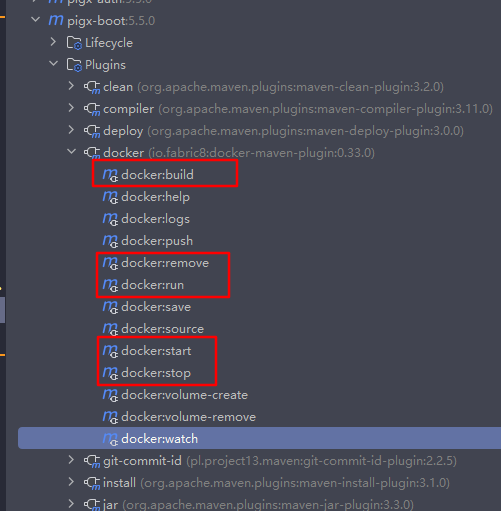 pigx-boot:5.5.0
Lifecycle
Plugins
clean (org.apache.maven.plugins:maven-clean-plugin:3.2.0)
compiler (org.apache.maven.plugins:maven-compiler-plugin:3.11.0)
deploy (org.apache.maven.plugins:maven-deploy-plugin:3.0.0)
docker (io.fabric8:docker-maven-plugin:0.33.0)
docker:build
docker:help
docker:logs
docker:push
docker:remove
docker:run
docker:save
docker:source
docker:start
docker:stop
docker:volume-create
docker:volume-remove
docker:watch
git-commit-id (pl.project13.maven:git-commit-id-plugin:2.2.5)
install (org.apache.maven.plugins:maven-install-plugin:3.1.0)
jar (org.apache.maven.plugins:maven-jar-plugin:3.3.0)